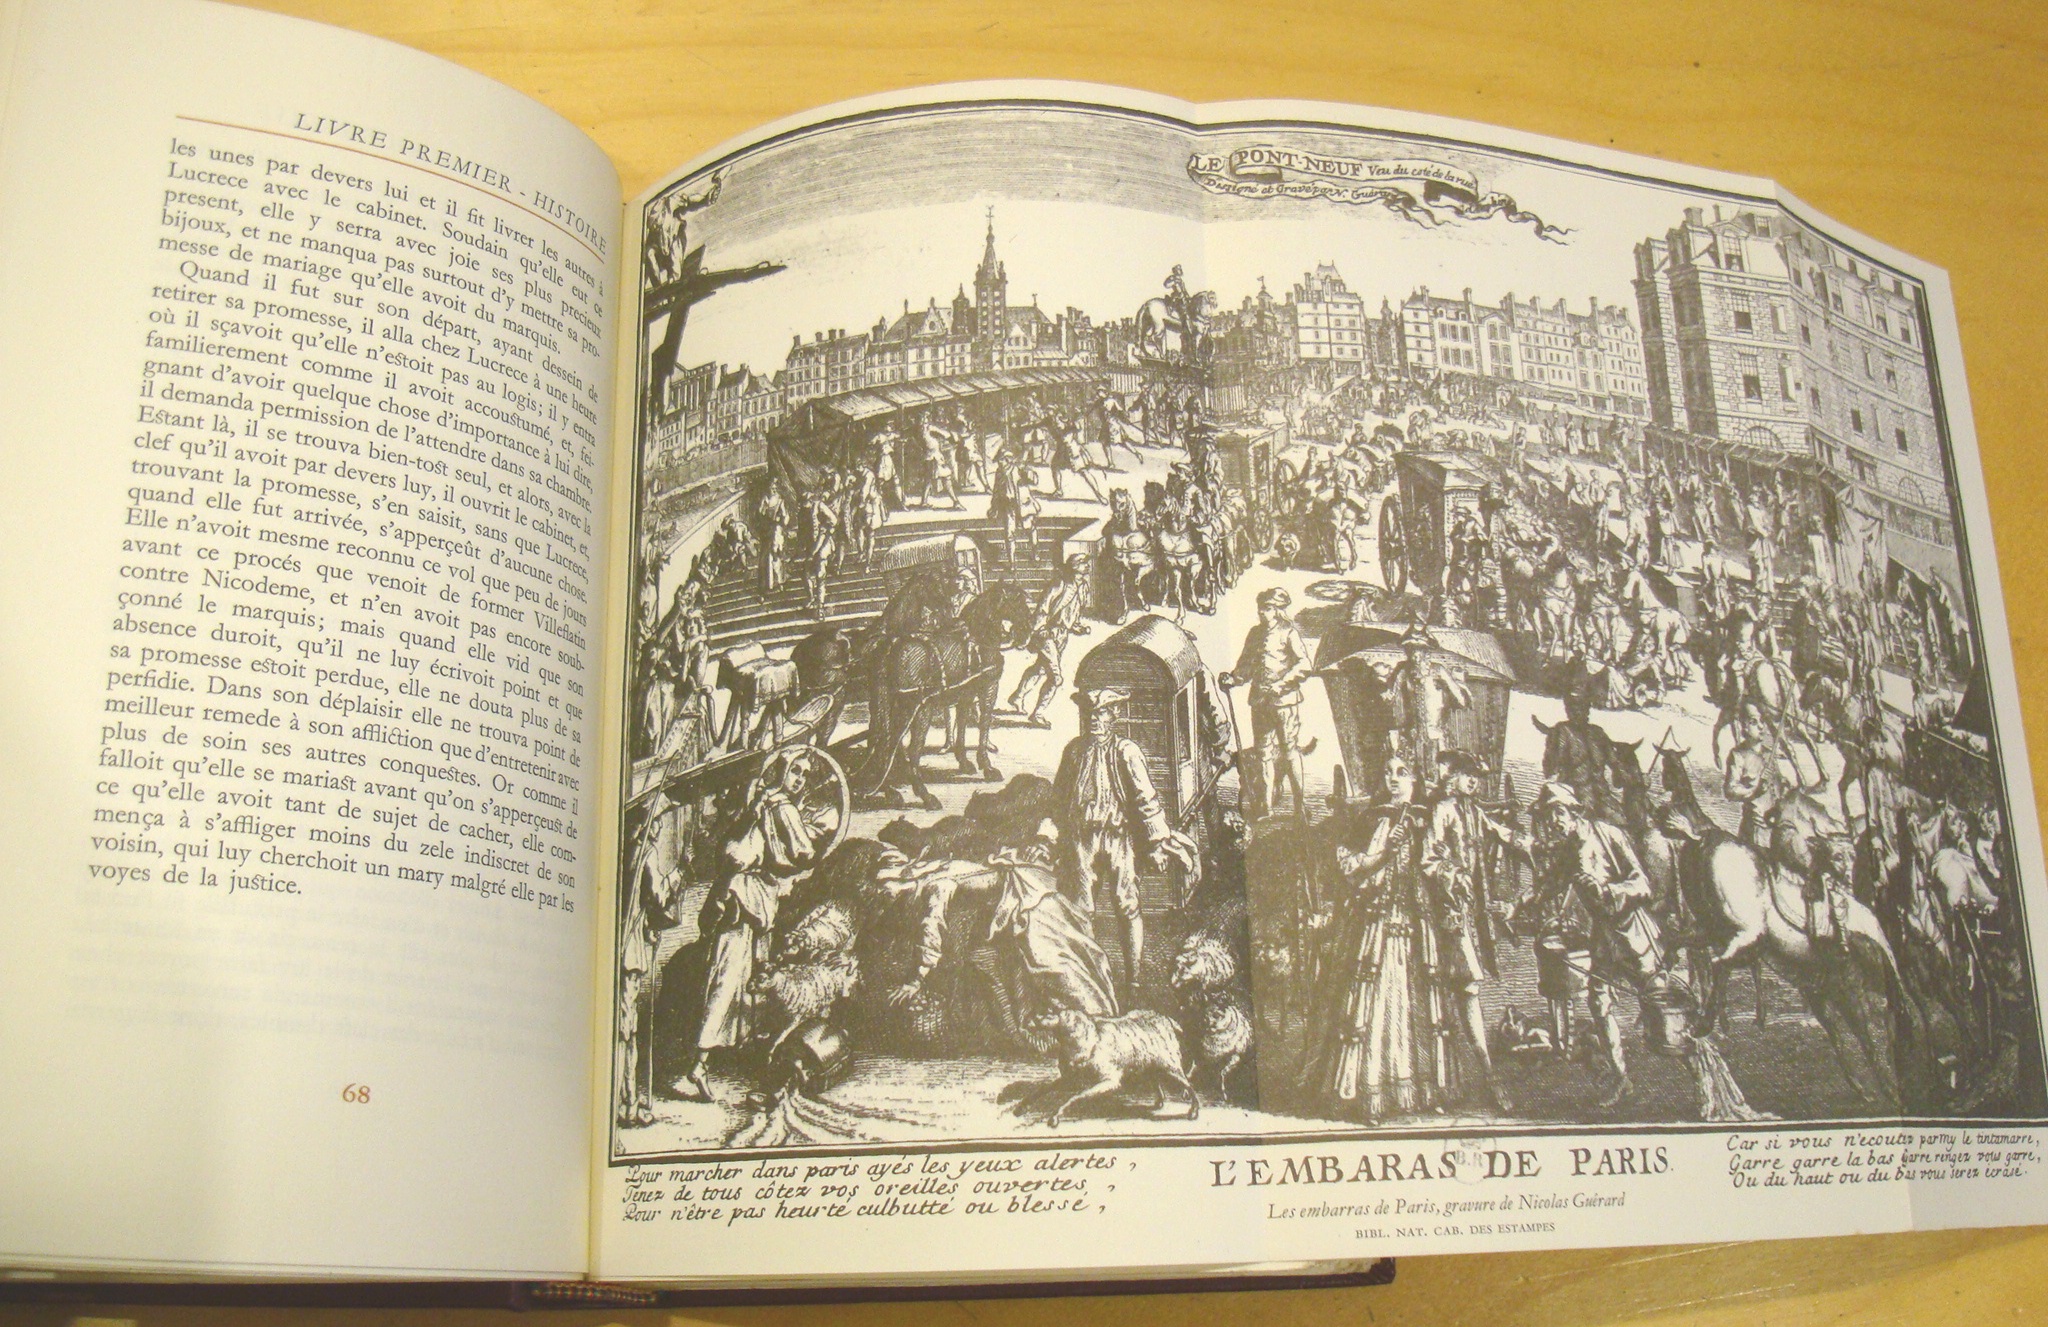 LIVRE PREMIER - HISTOIRE
les unes par devers lui et il fit livrer les autres à
Lucrece avec le cabinet. Soudain qu'elle eut ce
present, elle y serra avec joie ses plus precieux
bijoux, et ne manqua pas surtout d'y mettre sa pro-
messe de mariage qu'elle avoit du marquis.
Quand il fut sur son départ, ayant dessein de
retirer sa promesse, il alla chez Lucrece à une heure
où il sçavoit qu'elle n'estoit pas au logis; il y entra
familierement comme il avoit accoustumé, et, fei-
gnant d'avoir quelque chose d'importance à lui dire,
il demanda permission de l'attendre dans sa chambre.
Estant là, il se trouva bien-tost seul, et alors, avec la
clef qu'il avoit par devers luy, il ouvrit le cabinet, et,
trouvant la promesse, s'en saisit, sans que Lucrece,
quand elle fut arrivée, s'apperçeût d'aucune chose.
Elle n'avoit mesme reconnu ce vol que peu de jours
avant ce procés que venoit de former Villeflatin
contre Nicodeme, et n'en avoit pas encore soub-
çonné le marquis; mais quand elle vid que son
absence duroit, qu'il ne luy écrivoit point et que
sa promesse estoit perdue, elle ne douta plus de sa
perfidie. Dans son déplaisir elle ne trouva point de
meilleur remede à son affliction que d'entretenir avec
plus de soin ses autres conquestes. Or comme il
falloit qu'elle se mariast avant qu'on s'apperçeust de
ce qu'elle avoit tant de sujet de cacher, elle com-
mença à s'affliger moins du zele indiscret de son
voisin, qui luy cherchoit un mary malgré elle par les
voyes de la justice.
68
LE PONT-NEUF Veu du costé de la rue
Dessigné et Gravé par N. Guérard
Pour marcher dans paris ayés les yeux alertes,
Tenez de tous côtez vos oreilles ouvertes,
Pour n'être pas heurté culbutté ou blessé,
L'EMBARAS DE PARIS.
B.R
Car si vous n'ecoutez parmy le tintamarre,
Garre garre la bas garre rengez vous garre,
Ou du haut ou du bas vous serez écrasé.
Les embarras de Paris, gravure de Nicolas Guérard
BIBL. NAT. CAB. DES ESTAMPES